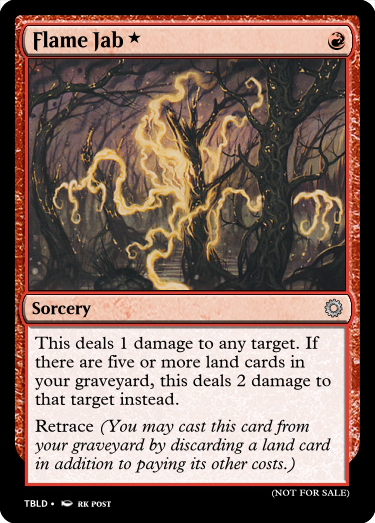 Flame Jab ★
Sorcery
This deals 1 damage to any target. If
there are five or more land cards in
your graveyard, this deals 2 damage to
that target instead.
Retrace (You may cast this card from
your graveyard by discarding a land card
in addition to paying its other costs.)
(NOT FOR SALE)
TBLD • RK POST